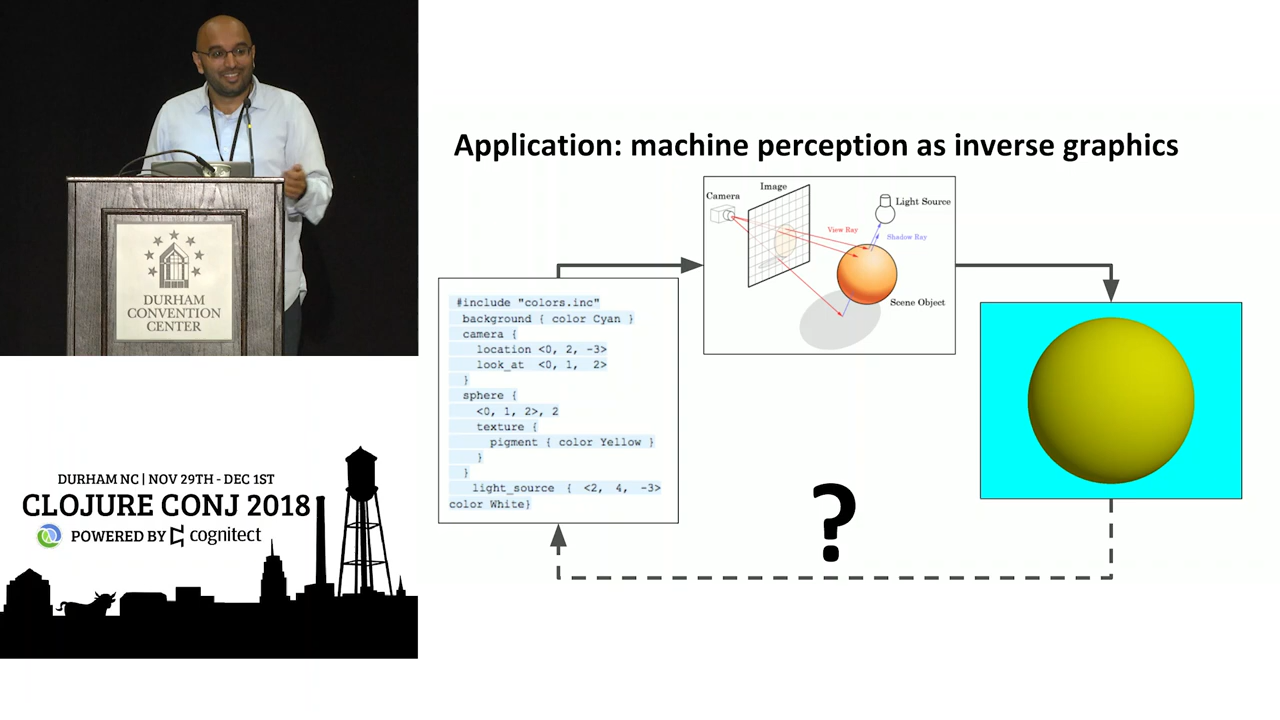 DURHAM
CONVENTION
CENTER
DURHAM NC | NOV 29TH - DEC 1ST
CLOJURE CONJ 2018
POWERED BY cognitect
Application: machine perception as inverse graphics
Camera
Image
Light Source
View Ray
Shadow Ray
Scene Object
#include "colors.inc"
background { color Cyan }
camera {
location <0, 2, -3>
look_at <0, 1, 2>
}
sphere {
<0, 1, 2>, 2
texture {
pigment { color Yellow }
}
}
light_source { <2, 4, -3>
color White}
?